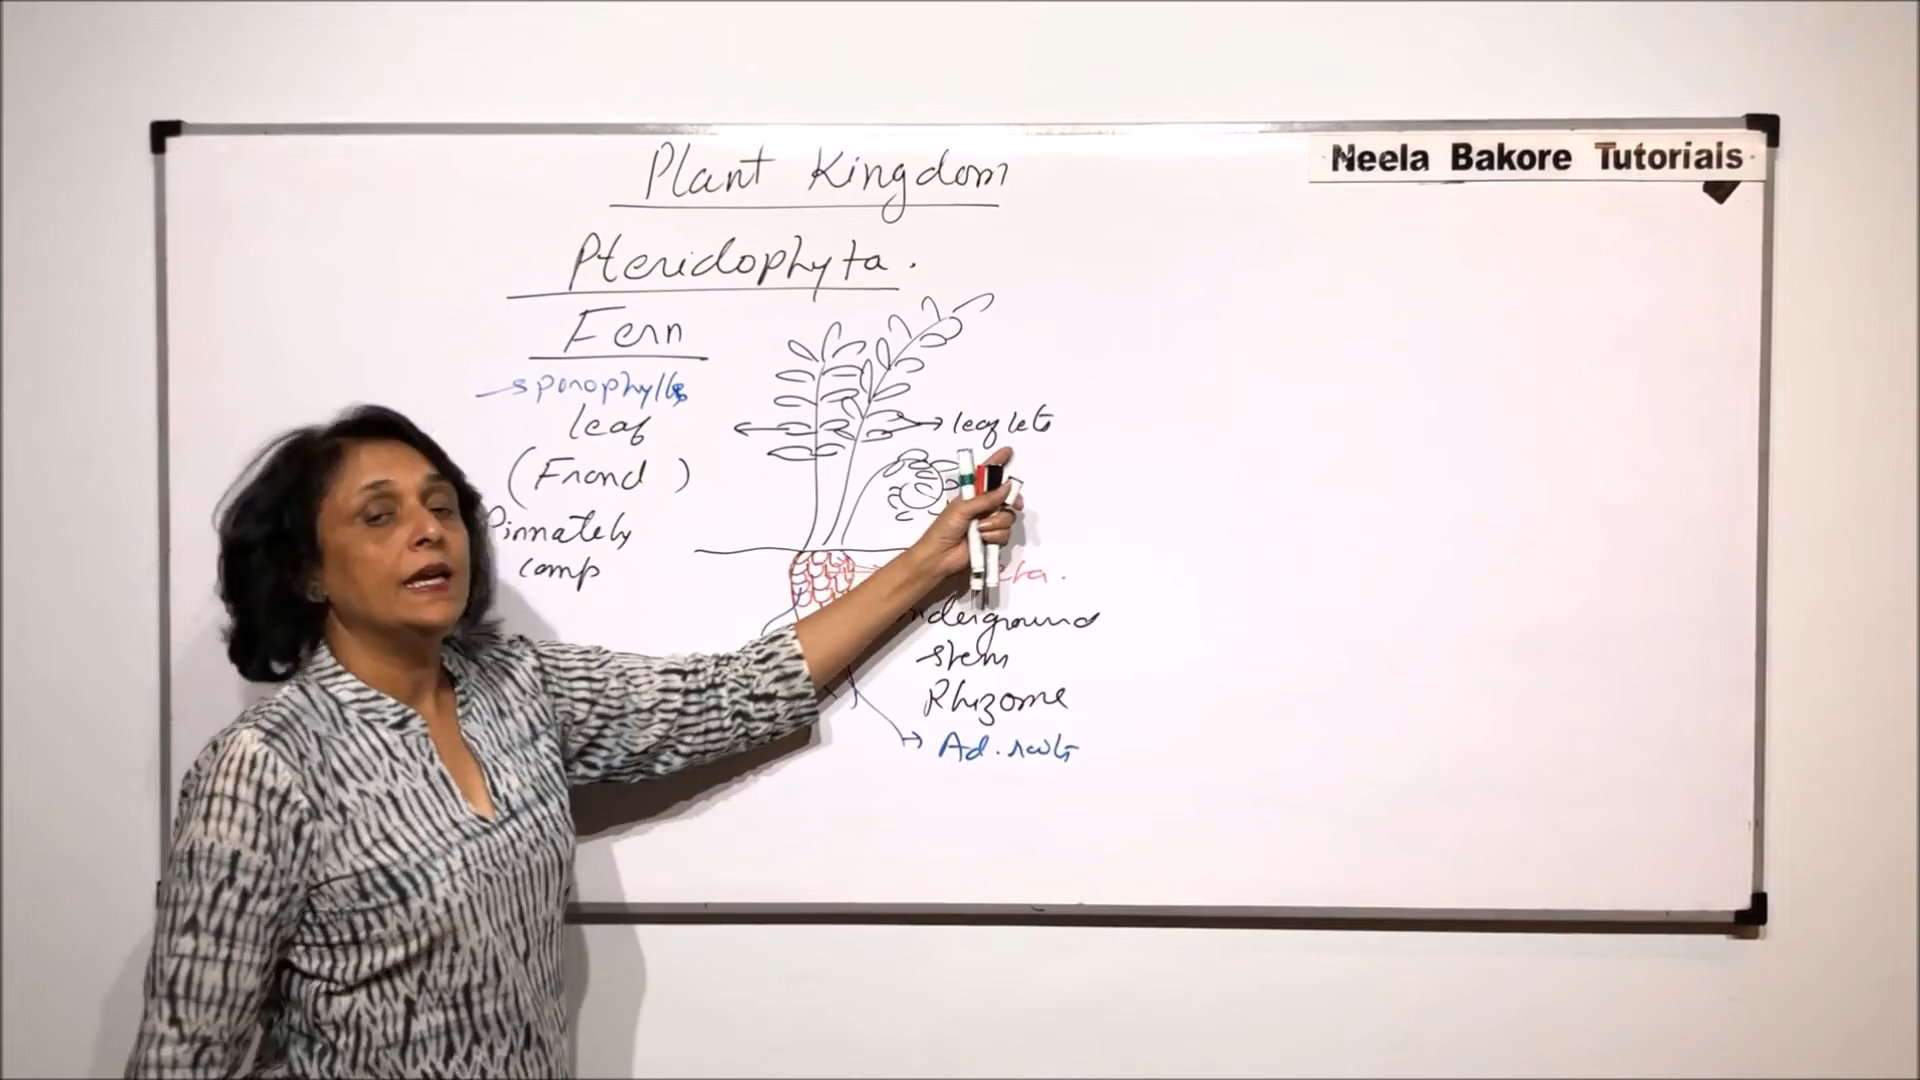 Plant Kingdom
Neela Bakore Tutorials
Pteridophyta.
Fern
sporophylls
leaf
(Frond)
Pinnately
comp
leaflets
underground
stem
Rhizome
Ad. roots